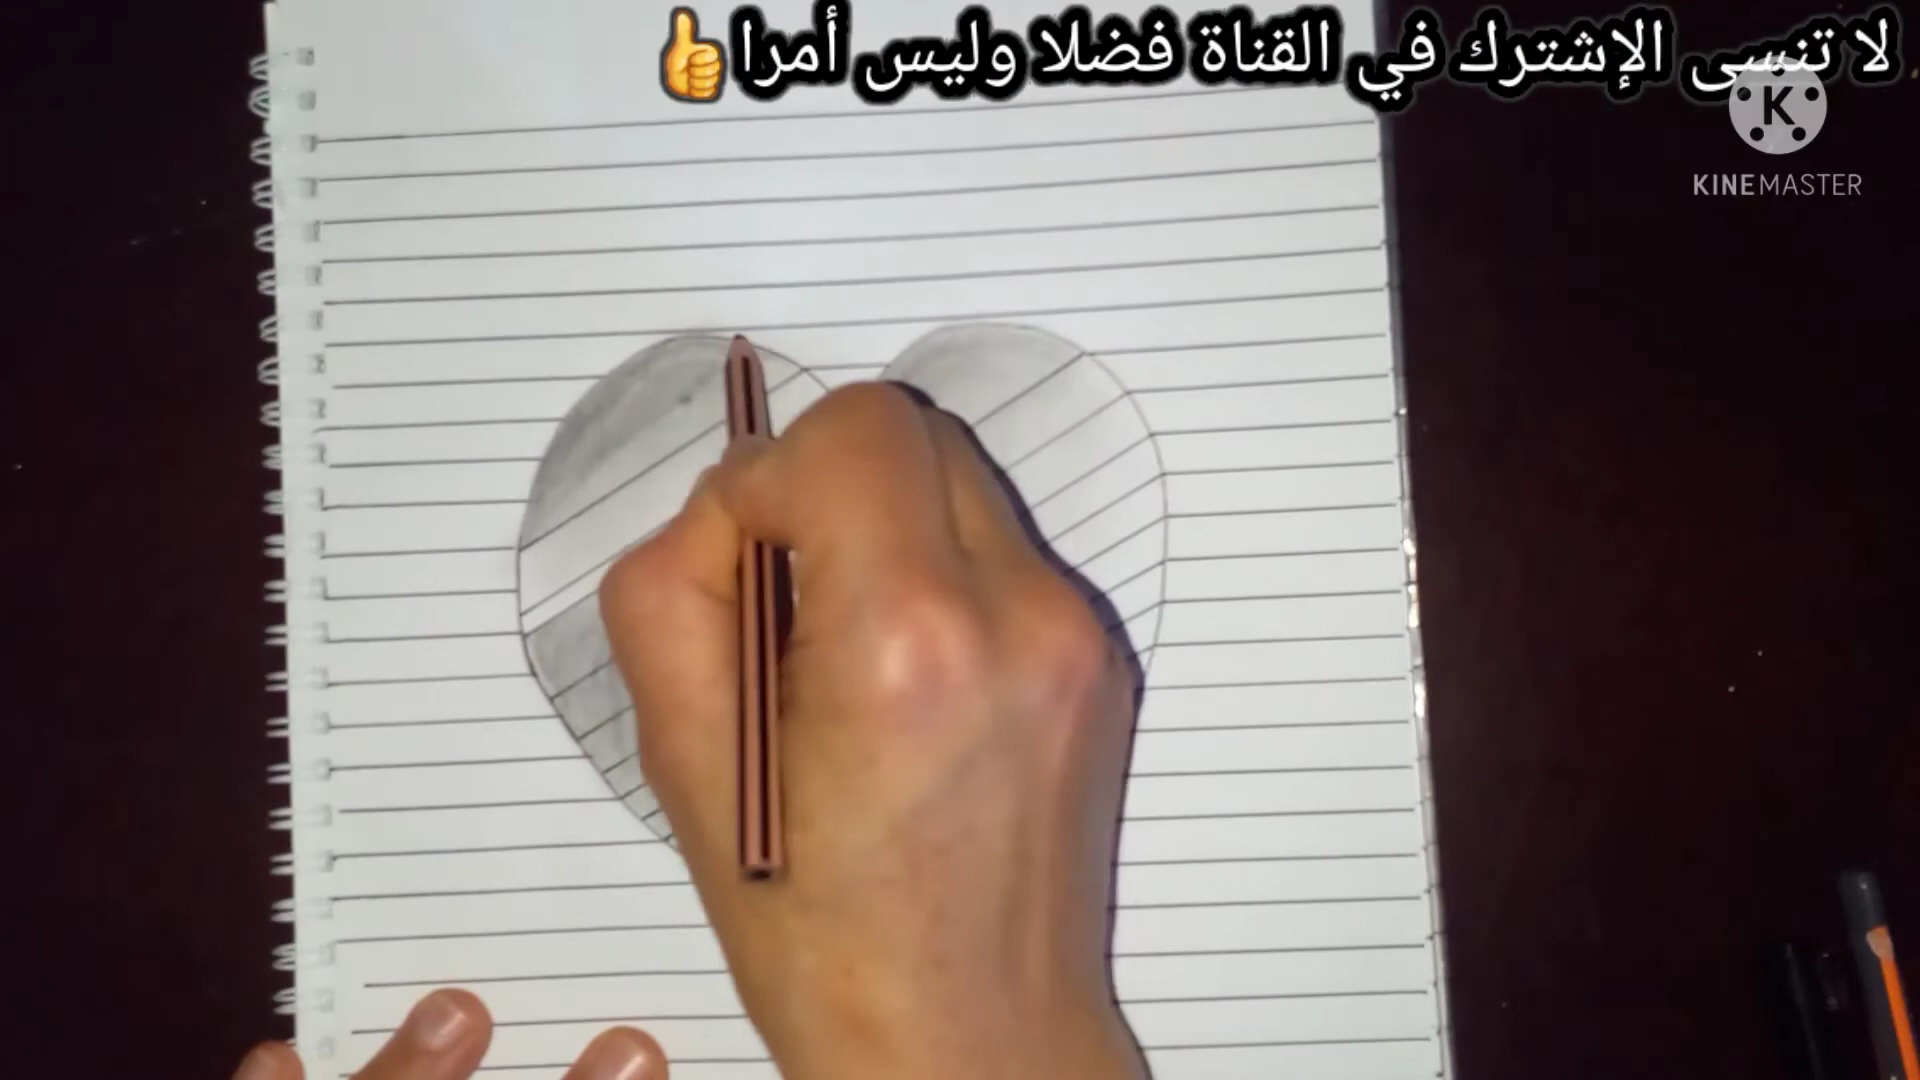 لا تنسى الإشترك في القناة فضلا وليس أمرا👍
K
KINEMASTER